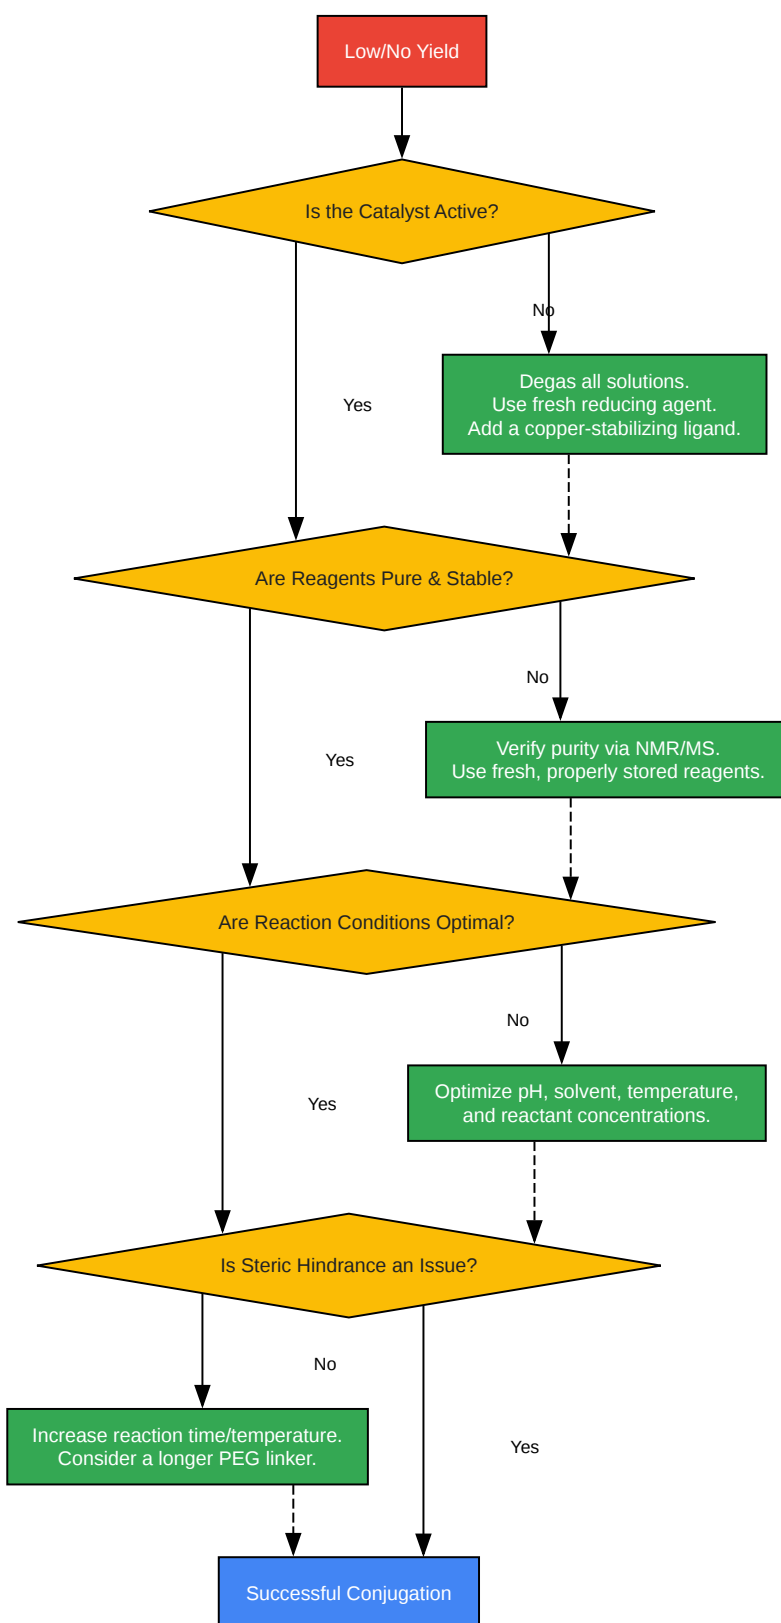 Low/No Yield
Is the Catalyst Active?
No
Degas all solutions.
Use fresh reducing agent.
Add a copper-stabilizing ligand.
Yes
Are Reagents Pure & Stable?
No
Verify purity via NMR/MS.
Use fresh, properly stored reagents.
Yes
Are Reaction Conditions Optimal?
No
Optimize pH, solvent, temperature,
and reactant concentrations.
Yes
Is Steric Hindrance an Issue?
No
Increase reaction time/temperature.
Consider a longer PEG linker.
Yes
Successful Conjugation